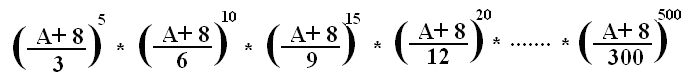 (A+8/3)^5 * (A+8/6)^10 * (A+8/9)^15 * (A+8/12)^20 * ....... * (A+8/300)^500